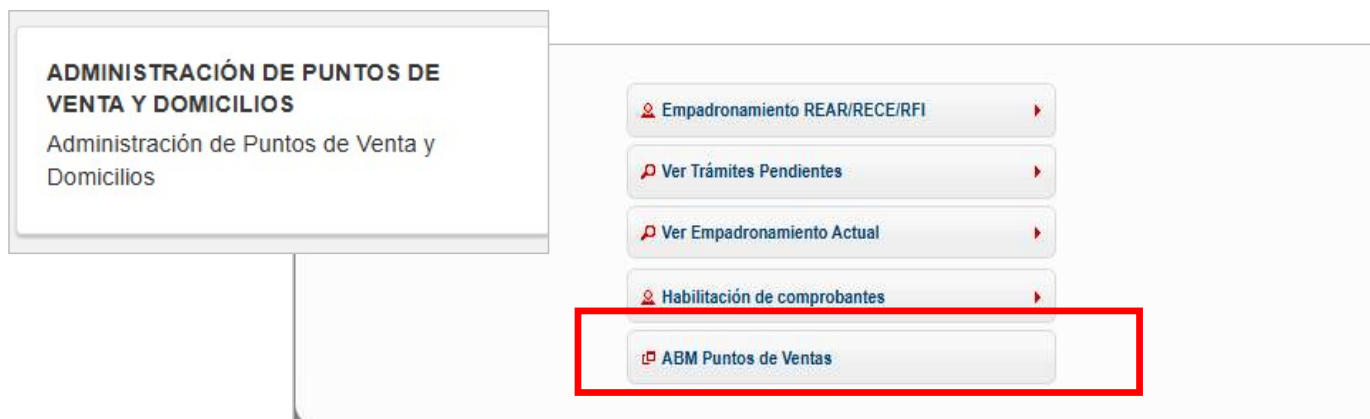 ADMINISTRACIÓN DE PUNTOS DE
VENTA Y DOMICILIOS
Administración de Puntos de Venta y
Domicilios
Empadronamiento REAR/RECE/RFI
Ver Trámites Pendientes
Ver Empadronamiento Actual
Habilitación de comprobantes
ABM Puntos de Ventas